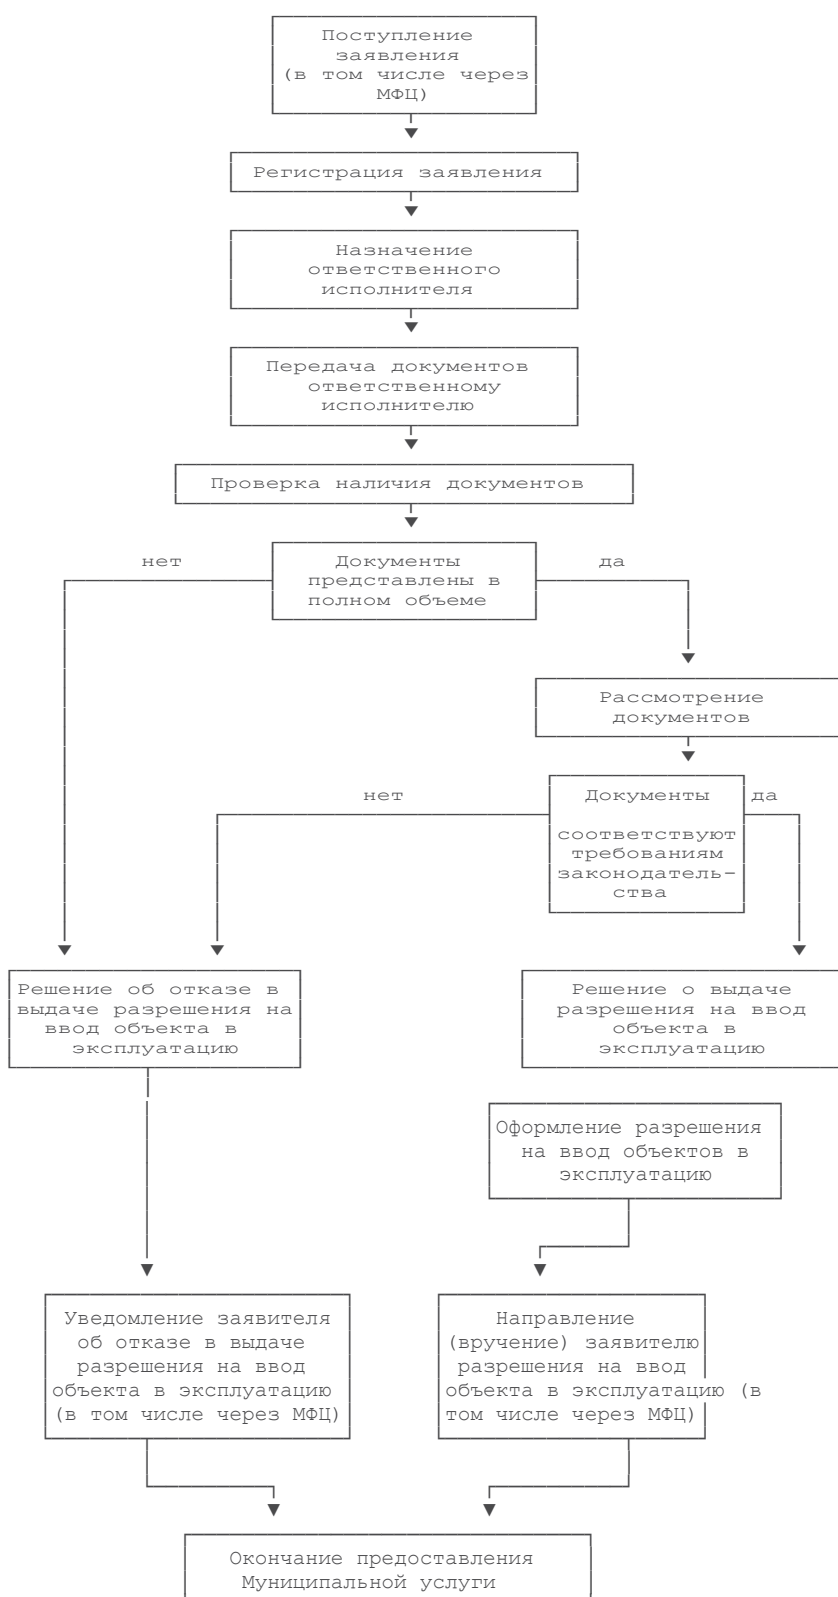 Поступление
заявления
(в том числе через
МФЦ)
Регистрация заявления
Назначение
ответственного
исполнителя
Передача документов
ответственному
исполнителю
Проверка наличия документов
нет
Документы
представлены в
полном объеме
да
Рассмотрение
документов
нет
Документы
соответствуют
требованиям
законодатель-
ства
да
Решение об отказе в
выдаче разрешения на
ввод объекта в
эксплуатацию
Решение о выдаче
разрешения на ввод
объекта в
эксплуатацию
Оформление разрешения
на ввод объектов в
эксплуатацию
Уведомление заявителя
об отказе в выдаче
разрешения на ввод
объекта в эксплуатацию
(в том числе через МФЦ)
Направление
(вручение) заявителю
разрешения на ввод
объекта в эксплуатацию (в
том числе через МФЦ)
Окончание предоставления
Муниципальной услуги